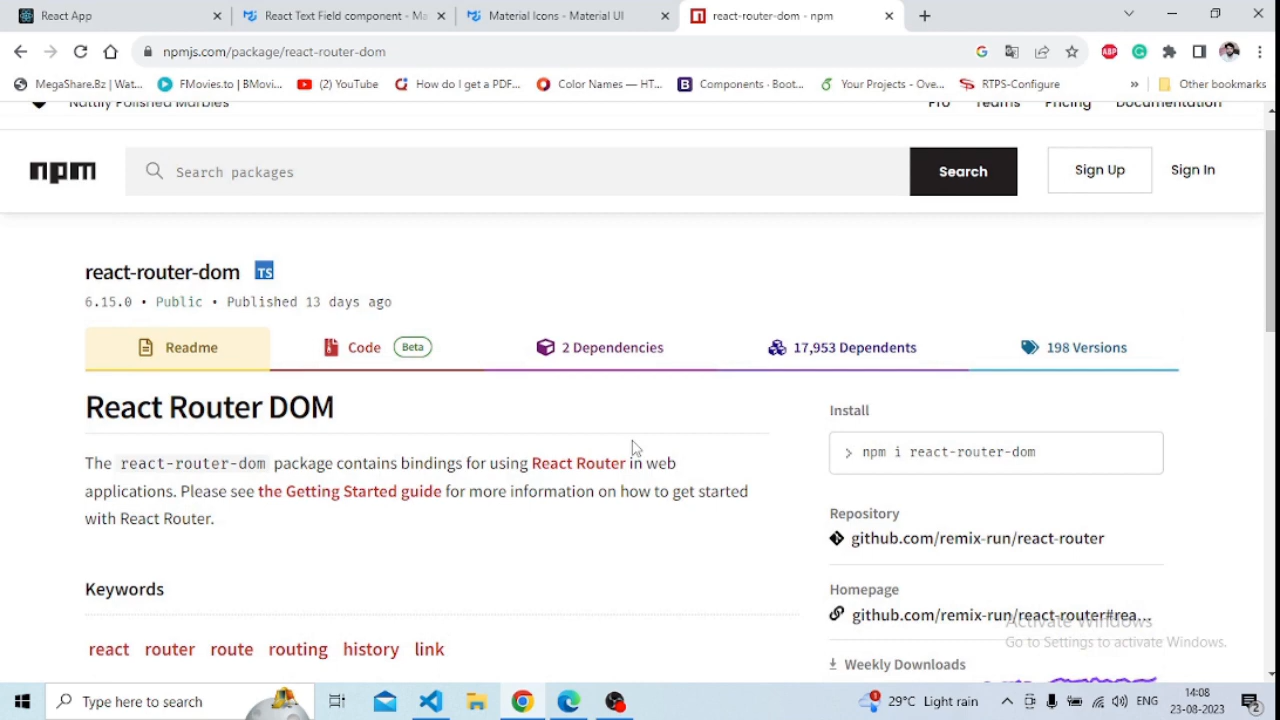 React App
React Text Field component - Ma
Material Icons - Material UI
react-router-dom - npm
npmjs.com/package/react-router-dom
MegaShare.Bz | Wat...
FMovies.to | BMovi...
(2) YouTube
How do I get a PDF...
Color Names — HT...
Components · Boot...
Your Projects - Ove...
RTPS-Configure
»
Other bookmarks
Nattily Polished Marbles
Pro
Teams
Pricing
Documentation
npm
Search packages
Search
Sign Up
Sign In
react-router-dom
TS
6.15.0 • Public • Published 13 days ago
Readme
Code
Beta
2 Dependencies
17,953 Dependents
198 Versions
React Router DOM
The react-router-dom package contains bindings for using React Router in web
applications. Please see the Getting Started guide for more information on how to get started
with React Router.
Keywords
react router route routing history link
Install
> npm i react-router-dom
Repository
github.com/remix-run/react-router
Homepage
github.com/remix-run/react-router#rea...
Weekly Downloads
Activate Windows
Go to Settings to activate Windows.
Type here to search
29°C Light rain
ENG
14:08
23-08-2023